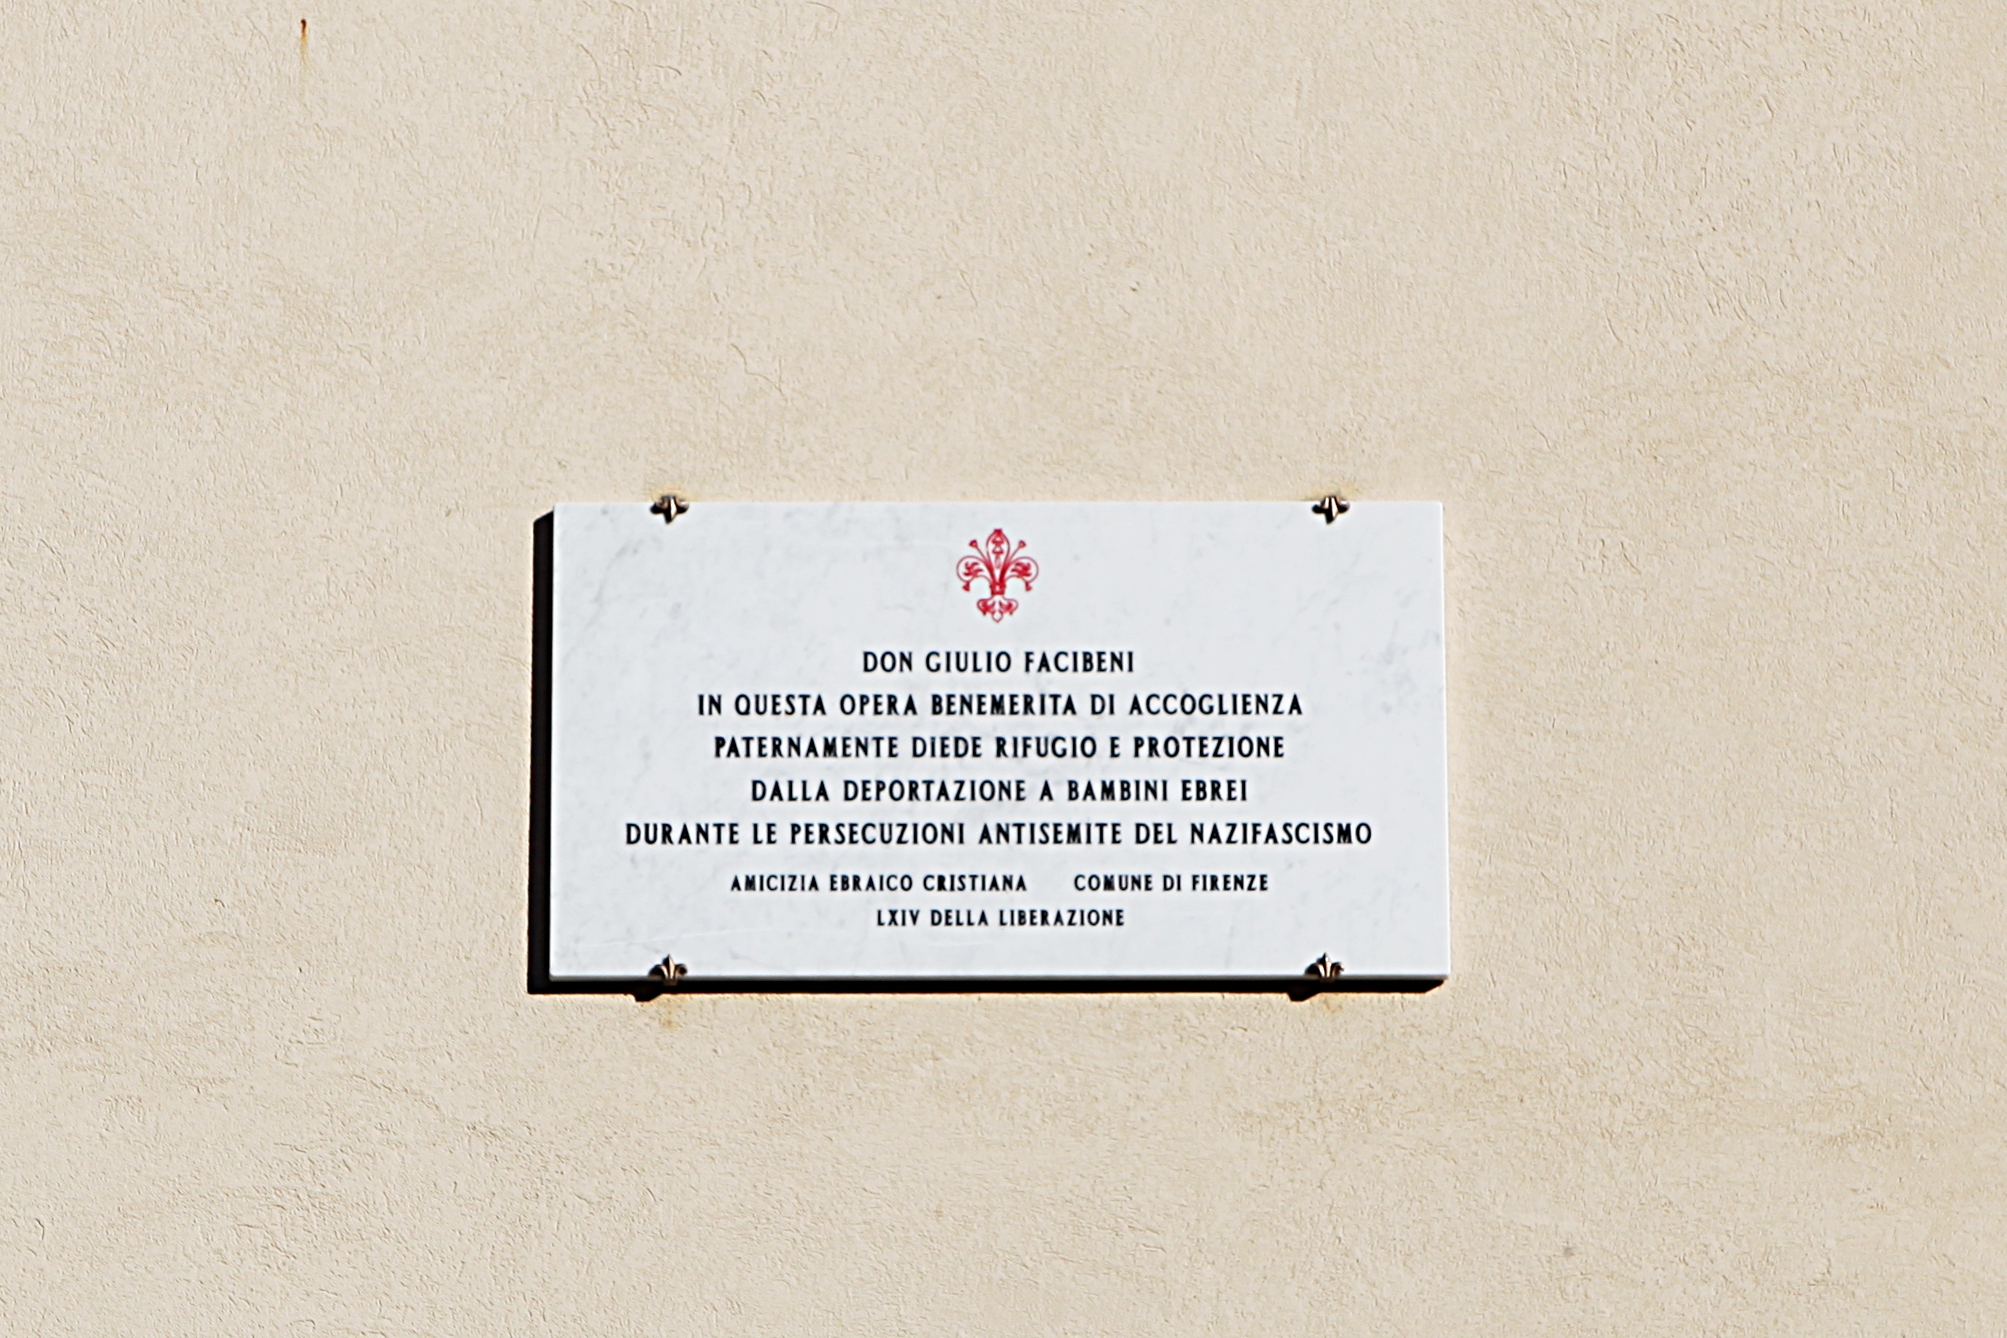 DON GIULIO FACIBENI
IN QUESTA OPERA BENEMERITA DI ACCOGLIENZA
PATERNAMENTE DIEDE RIFUGIO E PROTEZIONE
DALLA DEPORTAZIONE A BAMBINI EBREI
DURANTE LE PERSECUZIONI ANTISEMITE DEL NAZIFASCISMO
AMICIZIA EBRAICO CRISTIANA COMUNE DI FIRENZE
LXIV DELLA LIBERAZIONE